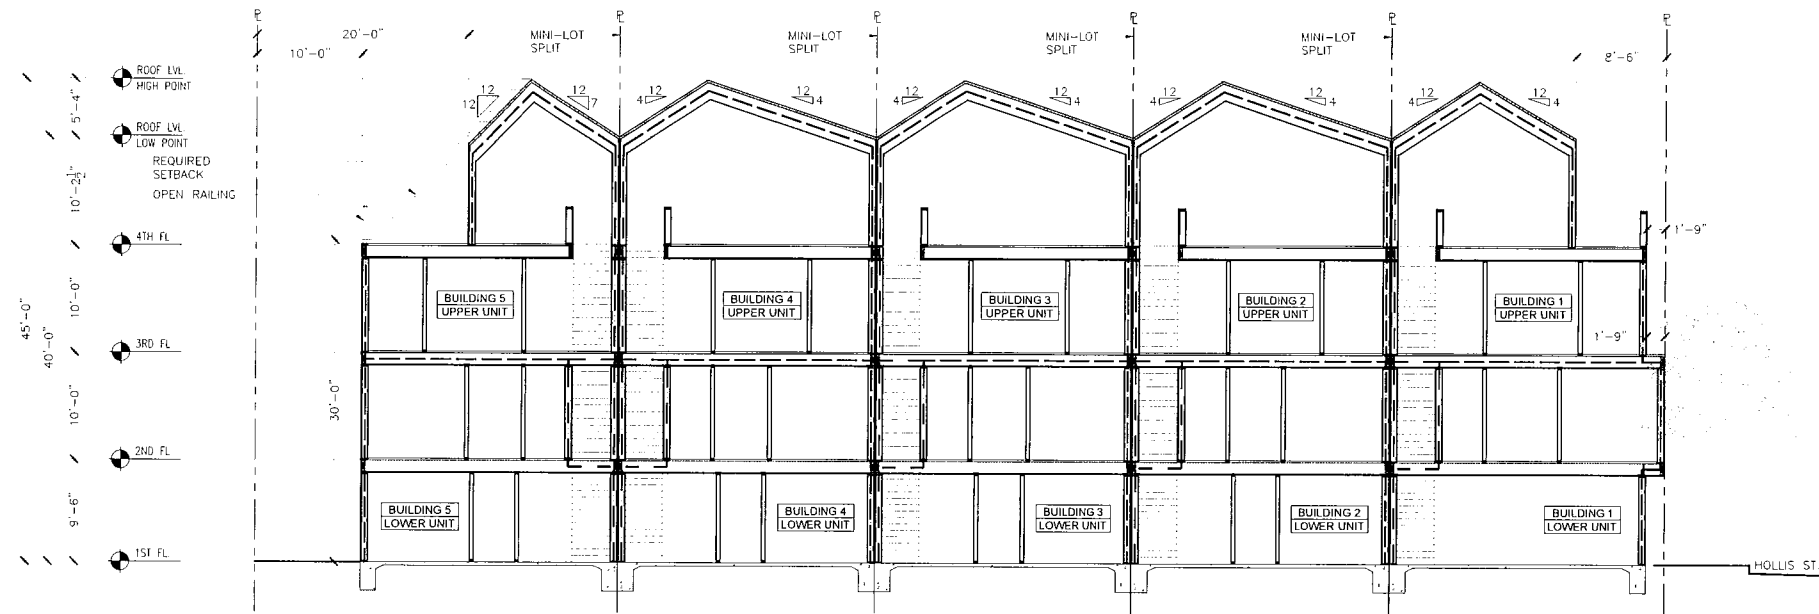 ℄
20'-0"
10'-0"
MINI-LOT
SPLIT
℄
MINI-LOT
SPLIT
℄
MINI-LOT
SPLIT
℄
MINI-LOT
SPLIT
℄
℄
8'-6"
ROOF LVL.
HIGH POINT
5'-4"
12
12
12
7
12
4
12
4
12
4
12
4
12
4
12
4
12
4
12
4
ROOF LVL.
LOW POINT
REQUIRED
SETBACK
OPEN RAILING
10'-2½"
4TH FL
1'-9"
10'-0"
BUILDING 5
UPPER UNIT
BUILDING 4
UPPER UNIT
BUILDING 3
UPPER UNIT
BUILDING 2
UPPER UNIT
BUILDING 1
UPPER UNIT
45'-0"
40'-0"
1'-9"
3RD FL
10'-0"
30'-0"
2ND FL
9'-6"
BUILDING 5
LOWER UNIT
BUILDING 4
LOWER UNIT
BUILDING 3
LOWER UNIT
BUILDING 2
LOWER UNIT
BUILDING 1
LOWER UNIT
1ST FL.
HOLLIS ST.